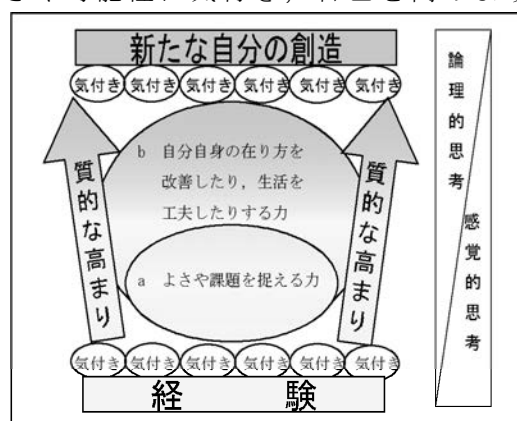 新たな自分の創造
気付き 気付き 気付き 気付き 気付き 気付き
b 自分自身の在り方を
改善したり，生活を
工夫したりする力
a よさや課題を捉える力
質的な高まり
質的な高まり
気付き 気付き 気付き 気付き 気付き 気付き
経 験
論理的思考
感覚的思考